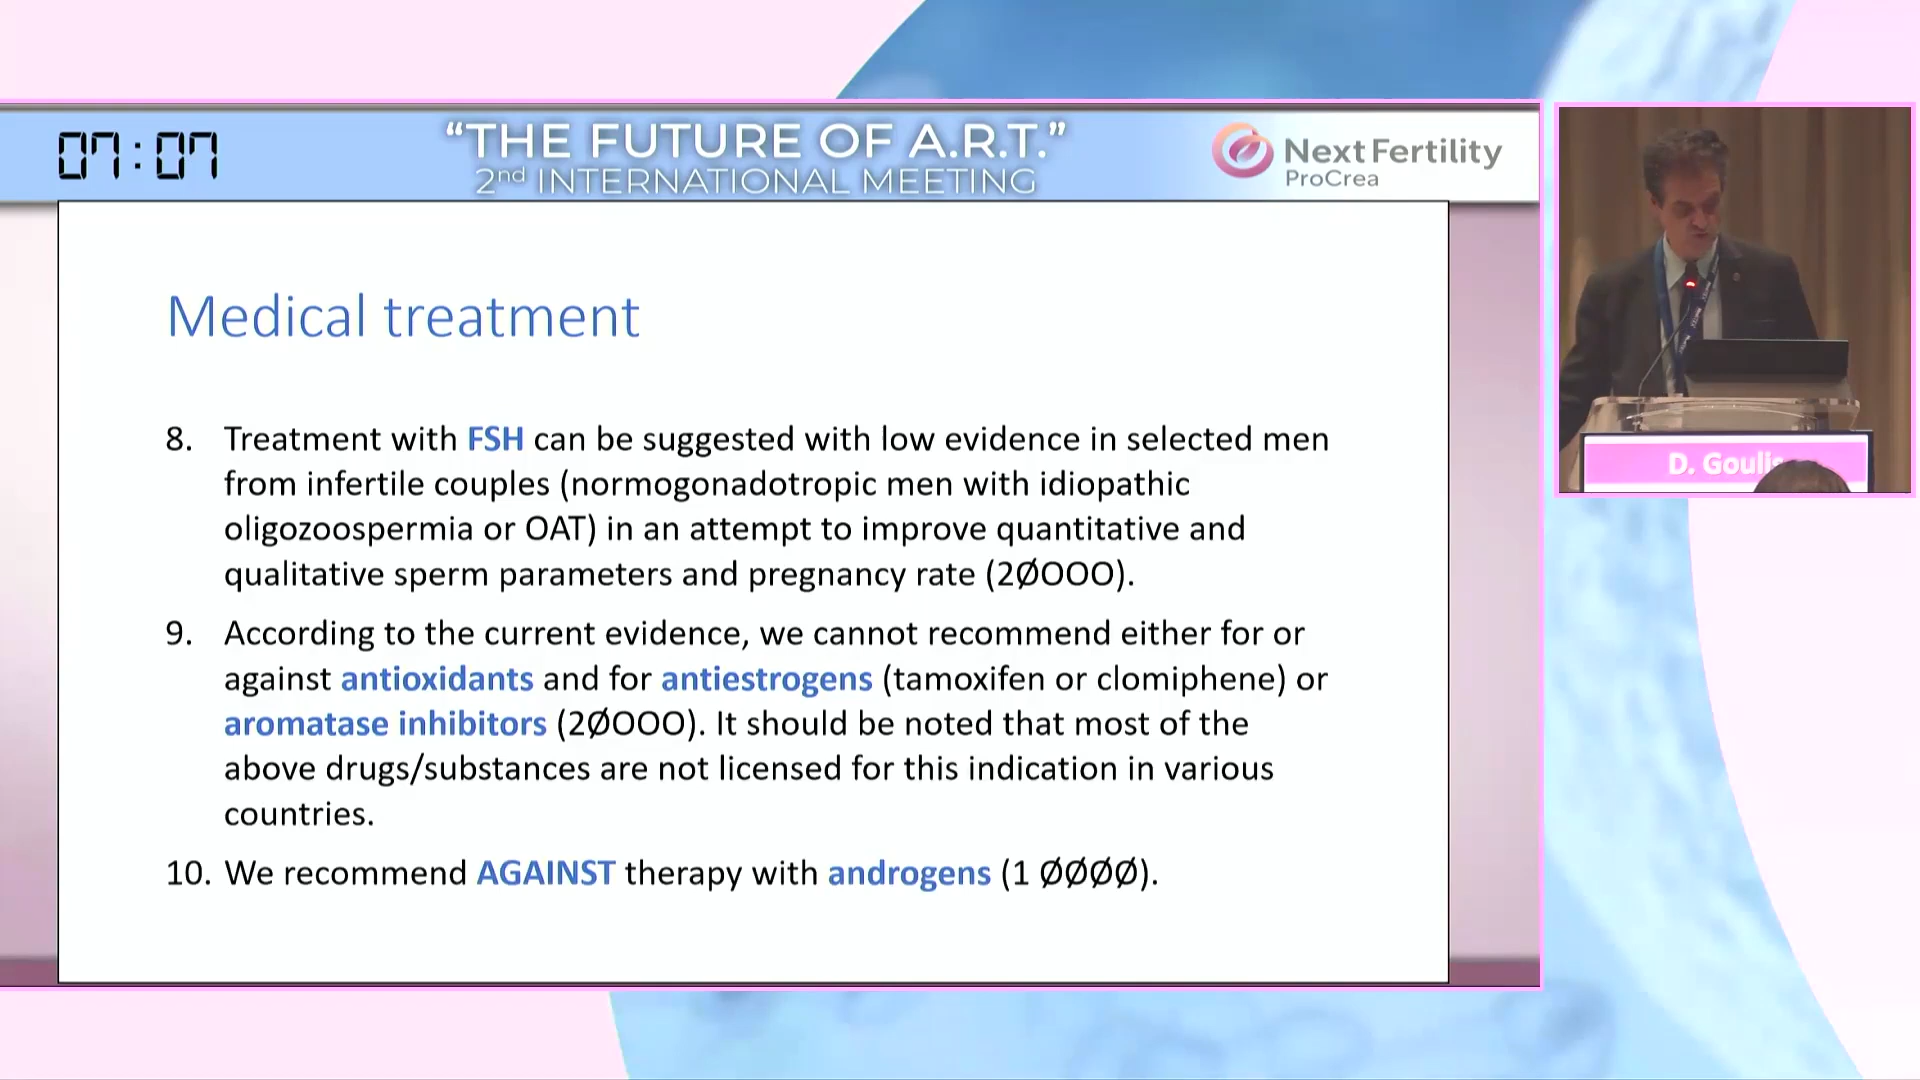 07:07
“THE FUTURE OF A.R.T.”
2nd INTERNATIONAL MEETING
Next Fertility
ProCrea
Medical treatment
8. Treatment with FSH can be suggested with low evidence in selected men
from infertile couples (normogonadotropic men with idiopathic
oligozoospermia or OAT) in an attempt to improve quantitative and
qualitative sperm parameters and pregnancy rate (2ØOOO).
9. According to the current evidence, we cannot recommend either for or
against antioxidants and for antiestrogens (tamoxifen or clomiphene) or
aromatase inhibitors (2ØOOO). It should be noted that most of the
above drugs/substances are not licensed for this indication in various
countries.
10. We recommend AGAINST therapy with androgens (1 ØØØØ).
D. Goulis